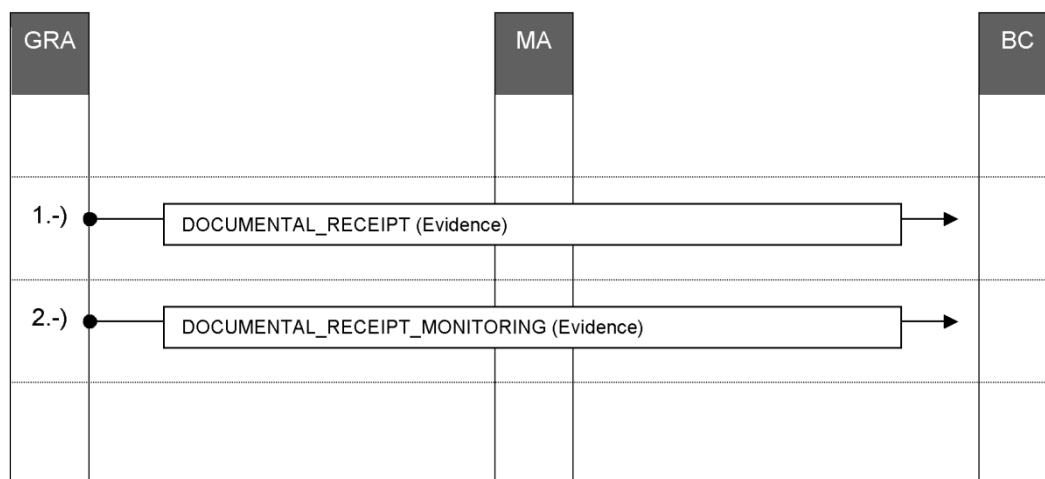 GRA MA BC
1.-) DOCUMENTAL_RECEIPT (Evidence)
2.-) DOCUMENTAL_RECEIPT_MONITORING (Evidence)